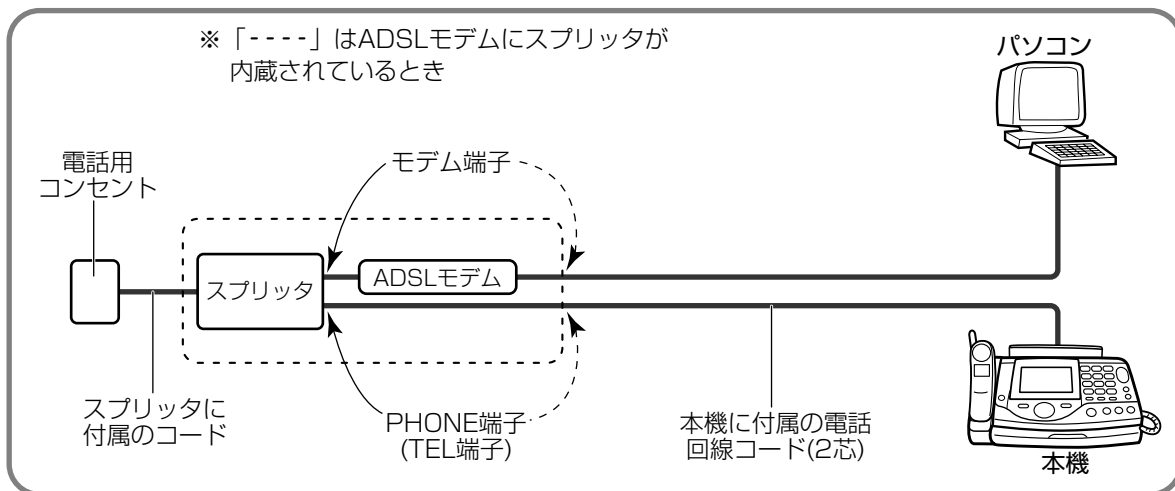 ※「----」はADSLモデムにスプリッタが
内蔵されているとき
パソコン
電話用
コンセント
モデム端子
スプリッタ
ADSLモデム
スプリッタに
付属のコード
PHONE端子
(TEL端子)
本機に付属の電話
回線コード(2芯)
本機